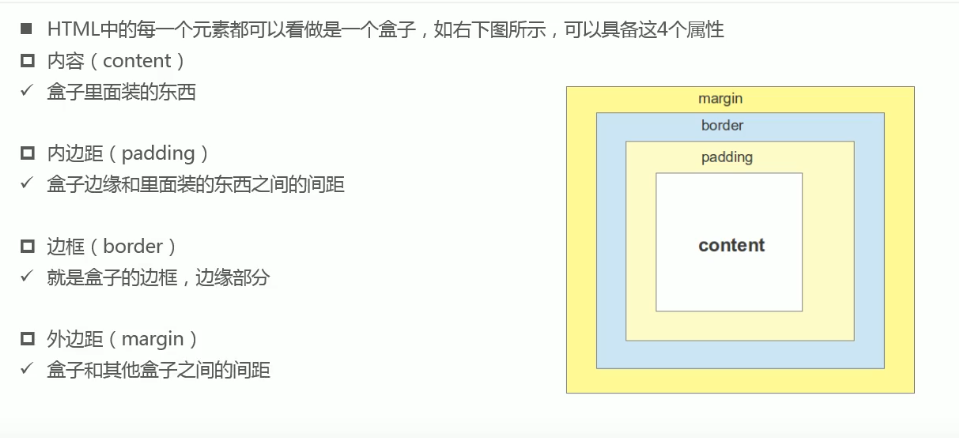 HTML中的每一个元素都可以看做是一个盒子，如右下图所示，可以具备这4个属性
内容（content）
盒子里面装的东西
内边距（padding）
盒子边缘和里面装的东西之间的间距
边框（border）
就是盒子的边框，边缘部分
外边距（margin）
盒子和其他盒子之间的间距
margin
border
padding
content